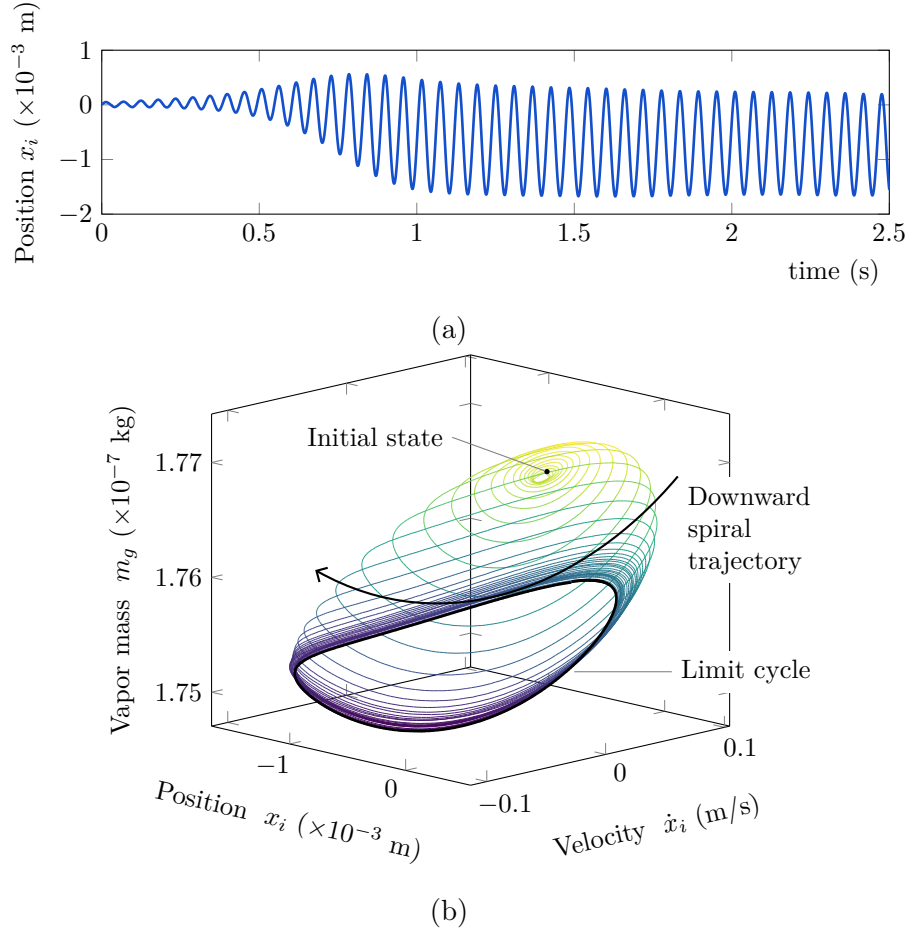 Position x_i (×10⁻³ m)
1
0
−1
−2
0
0.5
1
1.5
2
2.5
time (s)
(a)
Vapor mass m_g (×10⁻⁷ kg)
1.77
1.76
1.75
Initial state
Downward
spiral
trajectory
Limit cycle
−1
0
Position x_i (×10⁻³ m)
−0.1
0
0.1
Velocity ẋ_i (m/s)
(b)